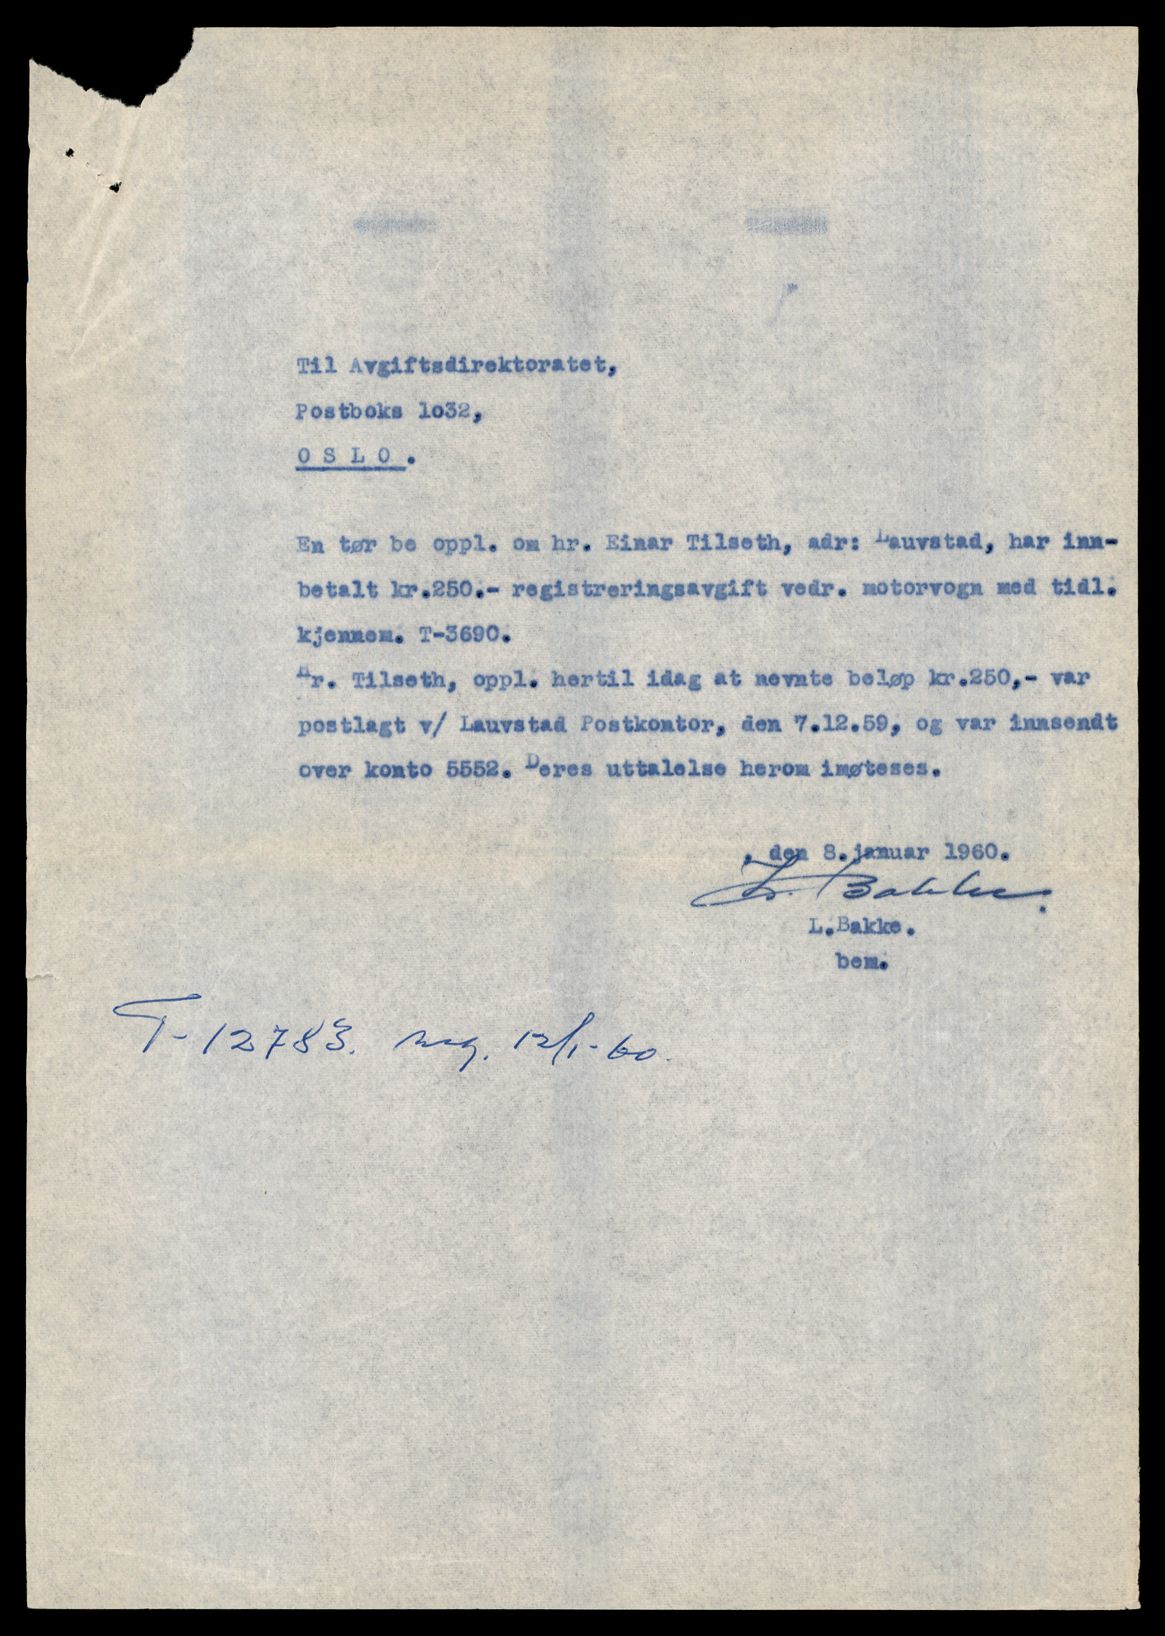 Til Avgiftsdirektoratet,
Postboks 1o32,
O S L O .
En tør be oppl. om hr. Einar Tilseth, adr: Lauvstad, har inn-
betalt kr.250.- registreringsavgift vedr. motorvogn med tidl.
kjennem. T-3690.
Hr. Tilseth, oppl. hertil idag at nevnte beløp kr.250,- var
postlagt v/ Lauvstad Postkontor, den 7.12.59, og var innsendt
over konto 5552. Deres uttalelse herom imøteses.
, den 8.januar 1960.
L. Bakke.
L.Bakke.
bem.
T-12783. reg. 12/1-60.